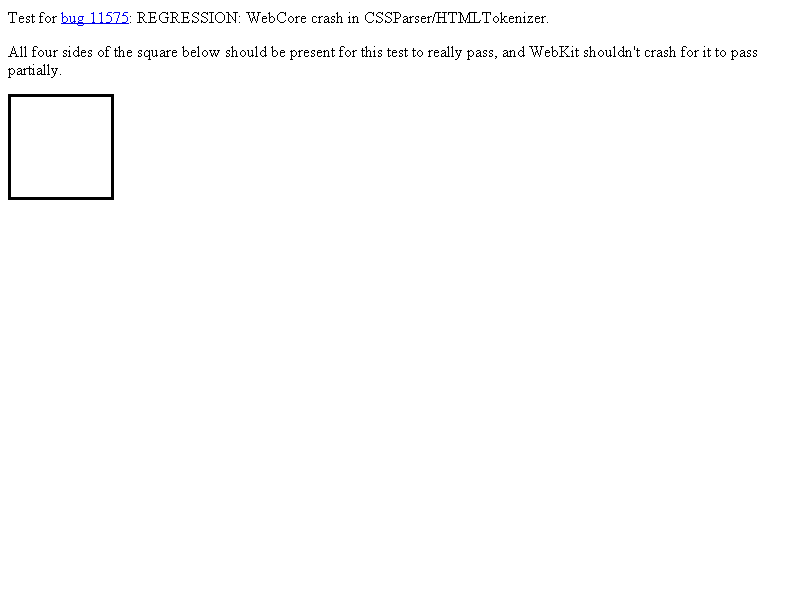 Test for bug 11575: REGRESSION: WebCore crash in CSSParser/HTMLTokenizer.
All four sides of the square below should be present for this test to really pass, and WebKit shouldn't crash for it to pass
partially.